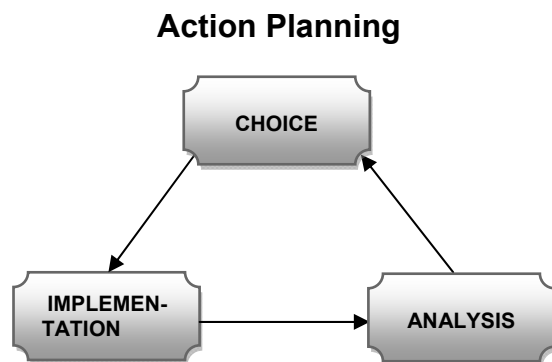 Action Planning
CHOICE
IMPLEMEN-
TATION
ANALYSIS